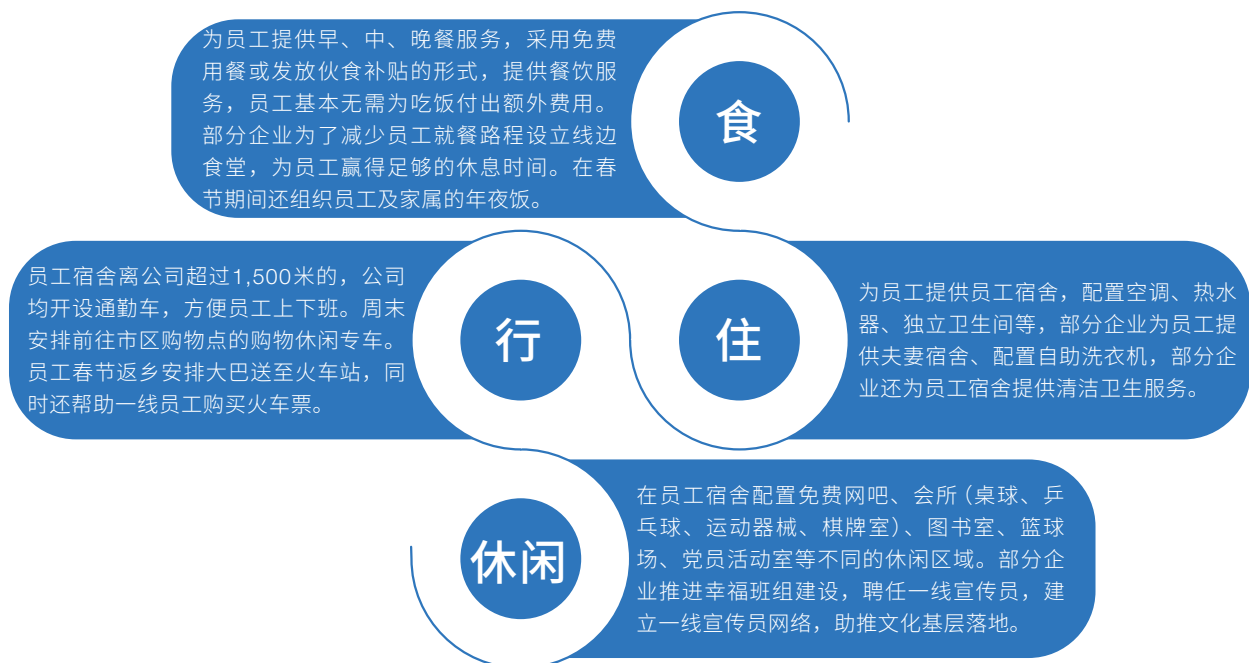 为员工提供早、中、晚餐服务，采用免费
用餐或发放伙食补贴的形式，提供餐饮服
务，员工基本无需为吃饭付出额外费用。
部分企业为了减少员工就餐路程设立线边
食堂，为员工赢得足够的休息时间。在春
节期间还组织员工及家属的年夜饭。
食
员工宿舍离公司超过1,500米的，公司
均开设通勤车，方便员工上下班。周末
安排前往市区购物点的购物休闲专车。
员工春节返乡安排大巴送至火车站，同
时还帮助一线员工购买火车票。
行
住
为员工提供员工宿舍，配置空调、热水
器、独立卫生间等，部分企业为员工提
供夫妻宿舍、配置自助洗衣机，部分企
业还为员工宿舍提供清洁卫生服务。
休闲
在员工宿舍配置免费网吧、会所（桌球、乒
乓球、运动器械、棋牌室）、图书室、篮球
场、党员活动室等不同的休闲区域。部分企
业推进幸福班组建设，聘任一线宣传员，建
立一线宣传员网络，助推文化基层落地。